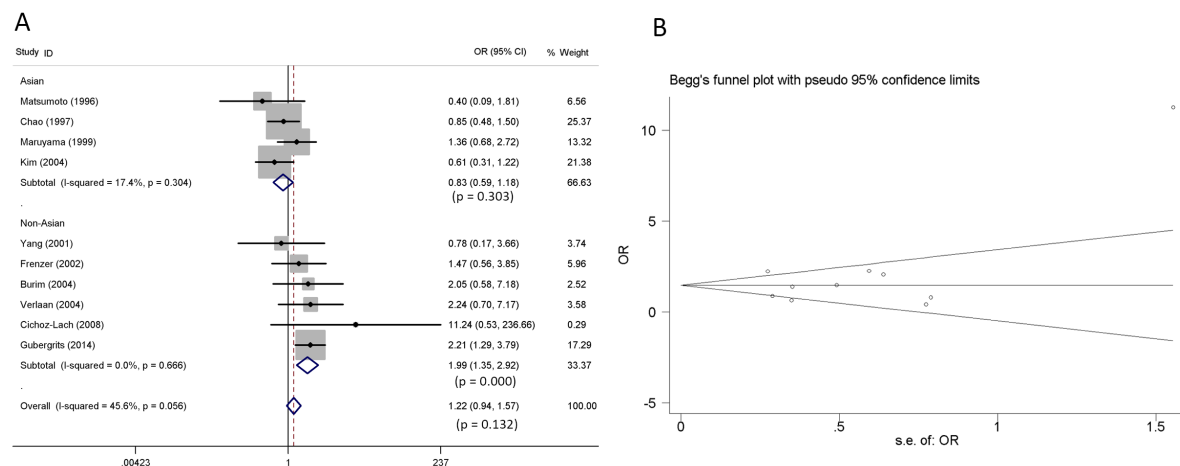 A
Study ID OR (95% CI) % Weight
Asian
Matsumoto (1996) 0.40 (0.09, 1.81) 6.56
Chao (1997) 0.85 (0.48, 1.50) 25.37
Maruyama (1999) 1.36 (0.68, 2.72) 13.32
Kim (2004) 0.61 (0.31, 1.22) 21.38
Subtotal (I-squared = 17.4%, p = 0.304) 0.83 (0.59, 1.18) 66.63
(p = 0.303)
.
Non-Asian
Yang (2001) 0.78 (0.17, 3.66) 3.74
Frenzer (2002) 1.47 (0.56, 3.85) 5.96
Burim (2004) 2.05 (0.58, 7.18) 2.52
Verlaan (2004) 2.24 (0.70, 7.17) 3.58
Cichoz-Lach (2008) 11.24 (0.53, 236.66) 0.29
Gubergrits (2014) 2.21 (1.29, 3.79) 17.29
Subtotal (I-squared = 0.0%, p = 0.666) 1.99 (1.35, 2.92) 33.37
(p = 0.000)
.
Overall (I-squared = 45.6%, p = 0.056) 1.22 (0.94, 1.57) 100.00
(p = 0.132)
.00423 1 237
B
Begg's funnel plot with pseudo 95% confidence limits
OR
10
5
0
-5
0 .5 1 1.5
s.e. of: OR